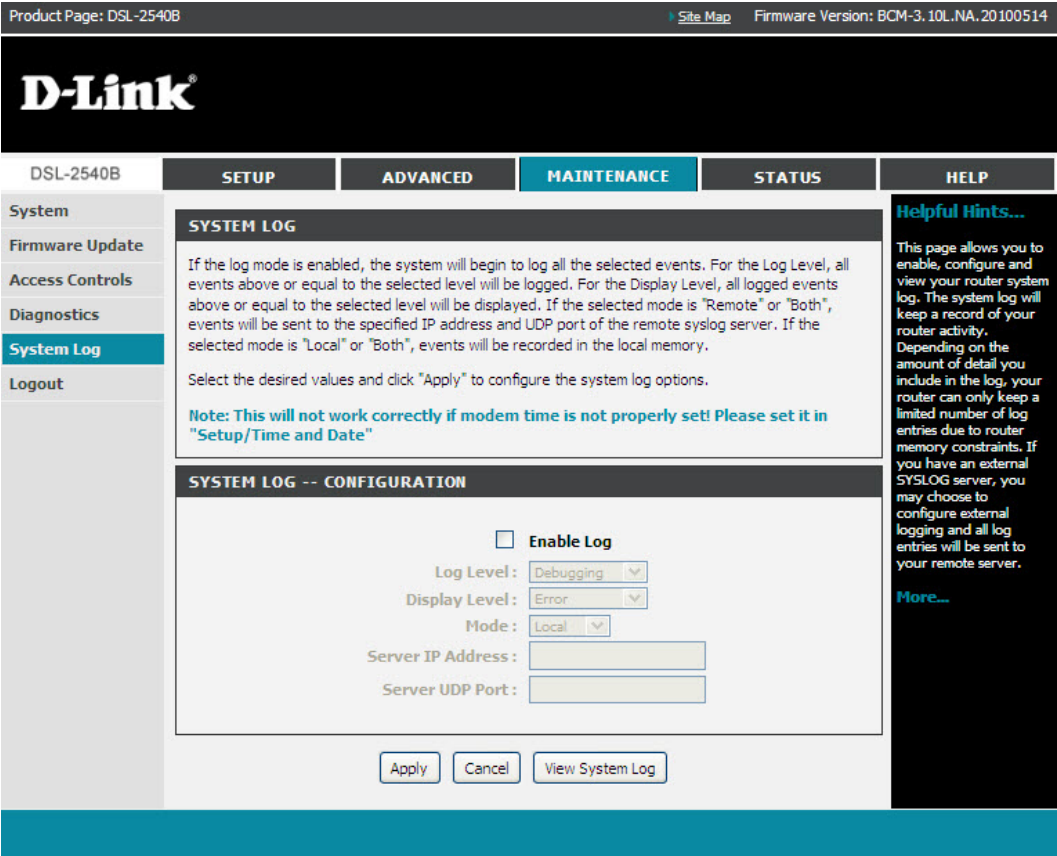 Product Page: DSL-2540B
Site Map
Firmware Version: BCM-3.10L.NA.20100514
D-Link®
DSL-2540B
SETUP
ADVANCED
MAINTENANCE
STATUS
HELP
System
Firmware Update
Access Controls
Diagnostics
System Log
Logout
SYSTEM LOG
If the log mode is enabled, the system will begin to log all the selected events. For the Log Level, all
events above or equal to the selected level will be logged. For the Display Level, all logged events
above or equal to the selected level will be displayed. If the selected mode is "Remote" or "Both",
events will be sent to the specified IP address and UDP port of the remote syslog server. If the
selected mode is "Local" or "Both", events will be recorded in the local memory.
Select the desired values and click "Apply" to configure the system log options.
Note: This will not work correctly if modem time is not properly set! Please set it in
"Setup/Time and Date"
SYSTEM LOG -- CONFIGURATION
Enable Log
Log Level : Debugging
Display Level : Error
Mode : Local
Server IP Address :
Server UDP Port :
Apply
Cancel
View System Log
Helpful Hints...
This page allows you to
enable, configure and
view your router system
log. The system log will
keep a record of your
router activity.
Depending on the
amount of detail you
include in the log, your
router can only keep a
limited number of log
entries due to router
memory constraints. If
you have an external
SYSLOG server, you
may choose to
configure external
logging and all log
entries will be sent to
your remote server.
More...